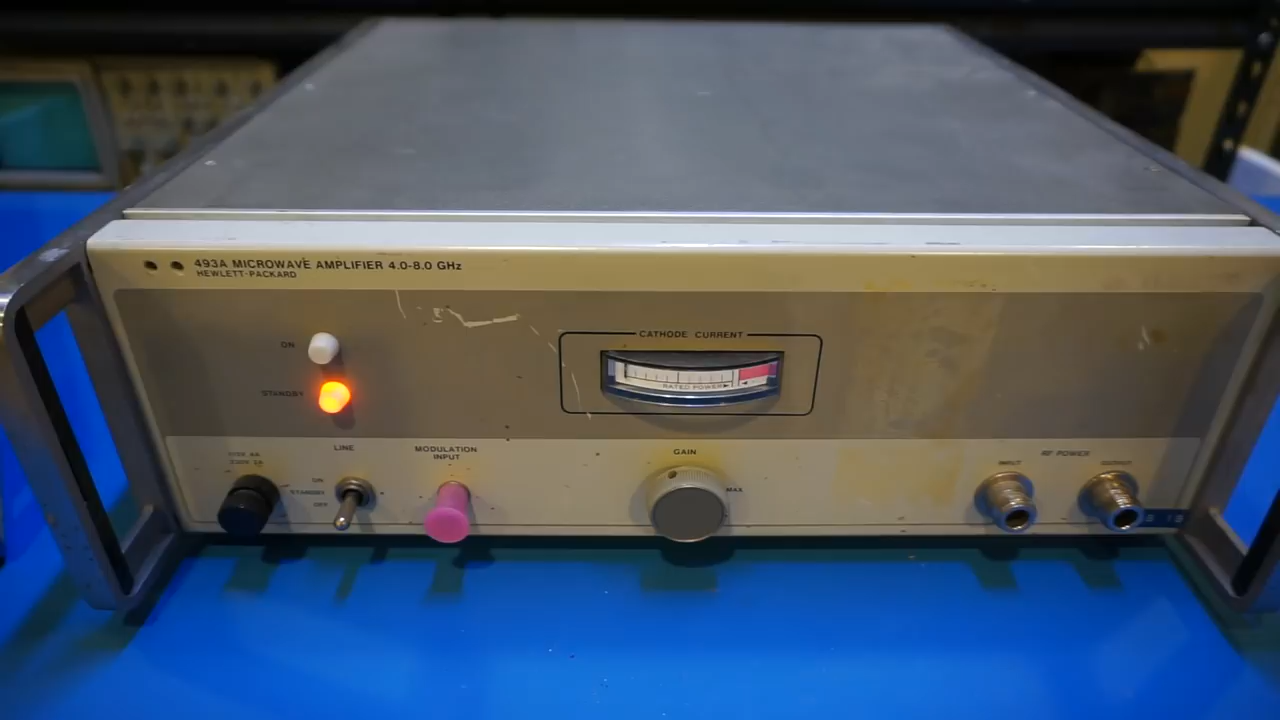 493A MICROWAVE AMPLIFIER 4.0-8.0 GHz
HEWLETT-PACKARD
ON
STANDBY
CATHODE CURRENT
RATED POWER
LINE
ON
STANDBY
OFF
MODULATION
INPUT
GAIN
MAX
RF POWER
INPUT
OUTPUT